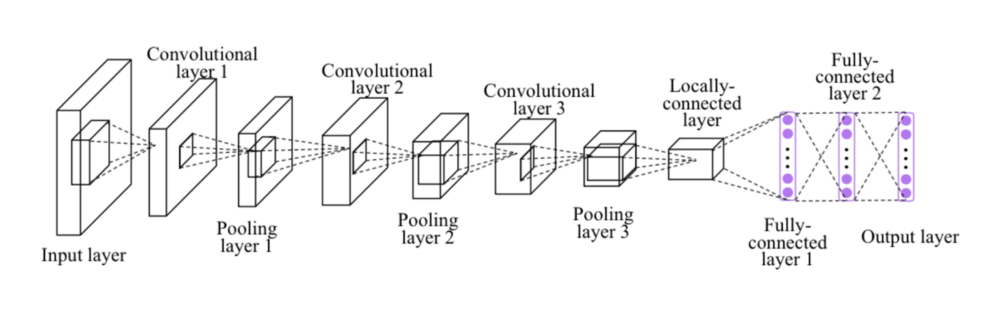 Convolutional
layer 1
Convolutional
layer 2
Convolutional
layer 3
Locally-
connected
layer
Fully-
connected
layer 2
Input layer
Pooling
layer 1
Pooling
layer 2
Pooling
layer 3
Fully-
connected
layer 1
Output layer